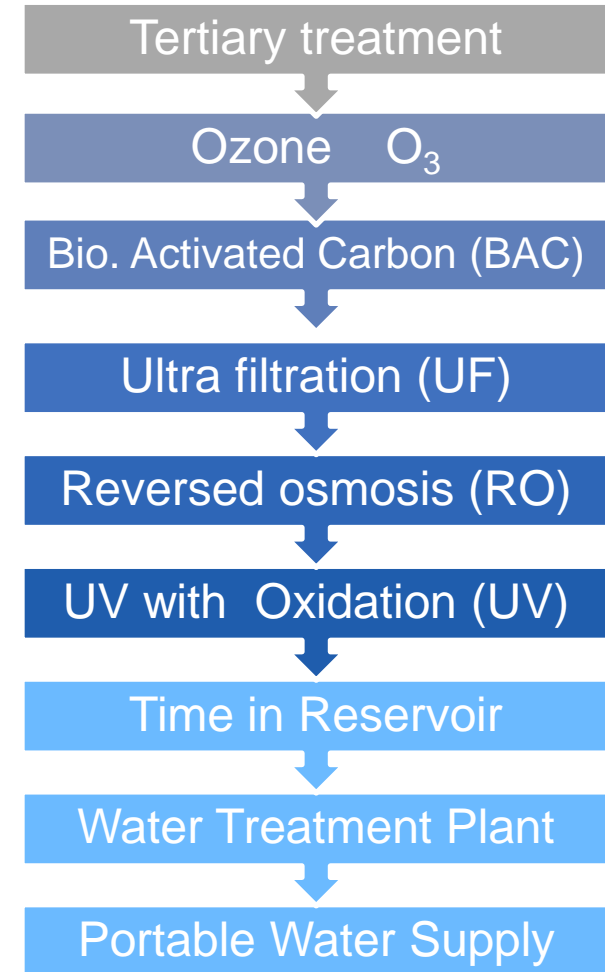 Tertiary treatment
Ozone O₃
Bio. Activated Carbon (BAC)
Ultra filtration (UF)
Reversed osmosis (RO)
UV with Oxidation (UV)
Time in Reservoir
Water Treatment Plant
Portable Water Supply